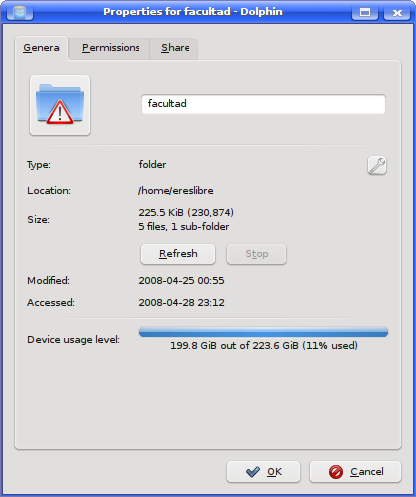 Properties for facultad - Dolphin
Genera Permissions Share
facultad
Type: folder
Location: /home/ereslibre
Size: 225.5 KiB (230,874)
5 files, 1 sub-folder
Refresh Stop
Modified: 2008-04-25 00:55
Accessed: 2008-04-28 23:12
Device usage level:
199.8 GiB out of 223.6 GiB (11% used)
OK Cancel